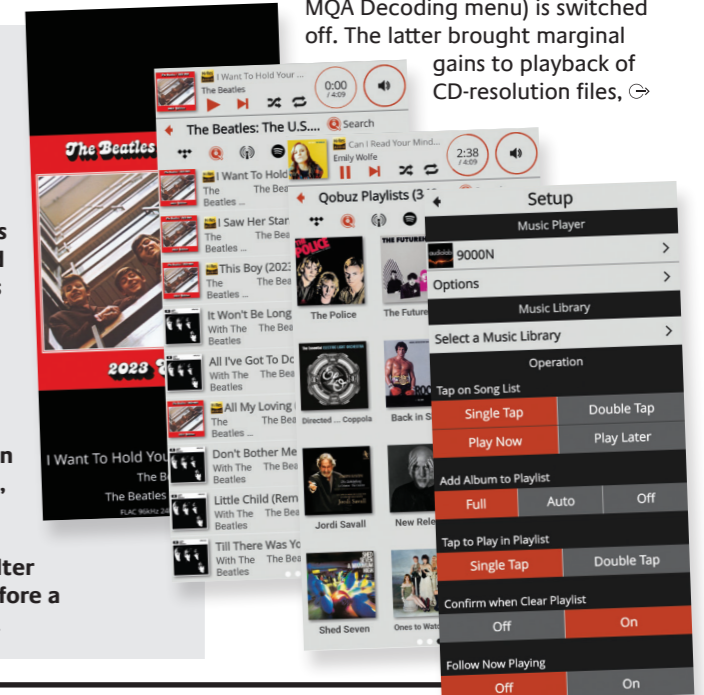 MQA Decoding menu) is switched
off. The latter brought marginal
gains to playback of
CD-resolution files,
The Beatles
2023
I Want To Hold You
The Beatles
FLAC 96kHz
I Want To Hold Your ...
The Beatles
0:00
/ 4:09
The Beatles: The U.S....
Search
I Want To Hold
The
Beatles ...
I Saw Her Stan
The
Beatles ...
This Boy (2023
The
Beatles ...
It Won't Be Long
With The
Beatles
All I've Got To Do
With The
Beatles
All My Loving
The
Beatles ...
Don't Bother Me
With The
Beatles
Little Child (Rem
With The
Beatles
Till There Was Yo
With The
Beatles
Can I Read Your Mind...
Emily Wolfe
2:38
/ 4:09
Qobuz Playlists (3
POLICE
The Police
THE FUTUREH
The Future
Directed ... Coppola
Back in S
Jordi Savall
New Rele
SHED SEVEN
Shed Seven
Ones to Wat
Setup
Music Player
audiolab
9000N
Options
Music Library
Select a Music Library
Operation
Tap on Song List
Single Tap Double Tap
Play Now Play Later
Add Album to Playlist
Full Auto Off
Tap to Play in Playlist
Single Tap Double Tap
Confirm when Clear Playlist
Off On
Follow Now Playing
Off On
lter
fore a